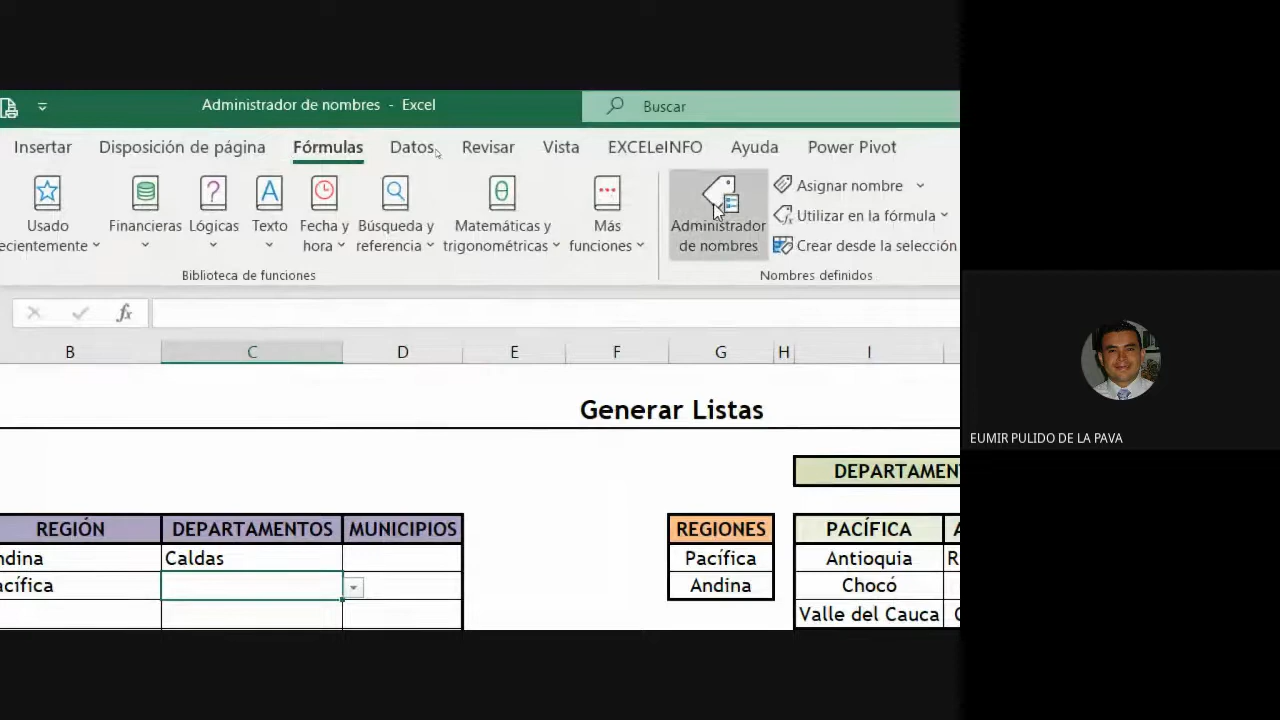 Administrador de nombres - Excel
Buscar
Insertar Disposición de página Fórmulas Datos Revisar Vista EXCELeINFO Ayuda Power Pivot
Usado
ecientemente
Financieras
Lógicas
Texto
Fecha y
hora
Búsqueda y
referencia
Matemáticas y
trigonométricas
Más
funciones
Administrador
de nombres
Asignar nombre
Utilizar en la fórmula
Crear desde la selección
Biblioteca de funciones
Nombres definidos
fx
B C D E F G H I
Generar Listas
DEPARTAMEN
REGIÓN DEPARTAMENTOS MUNICIPIOS REGIONES PACÍFICA A
ndina Caldas Pacífica Antioquia R
acífica Andina Chocó
Valle del Cauca
EUMIR PULIDO DE LA PAVA